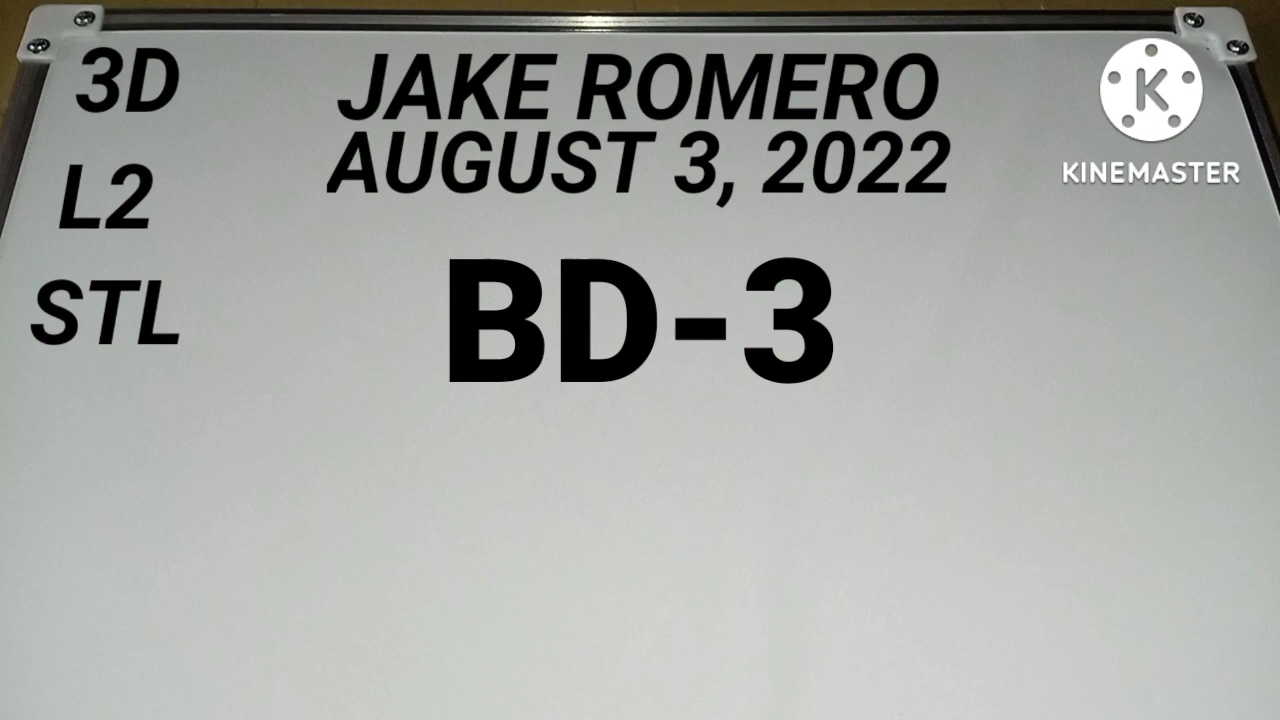 3D
L2
STL
JAKE ROMERO
AUGUST 3, 2022
BD-3
K
KINEMASTER